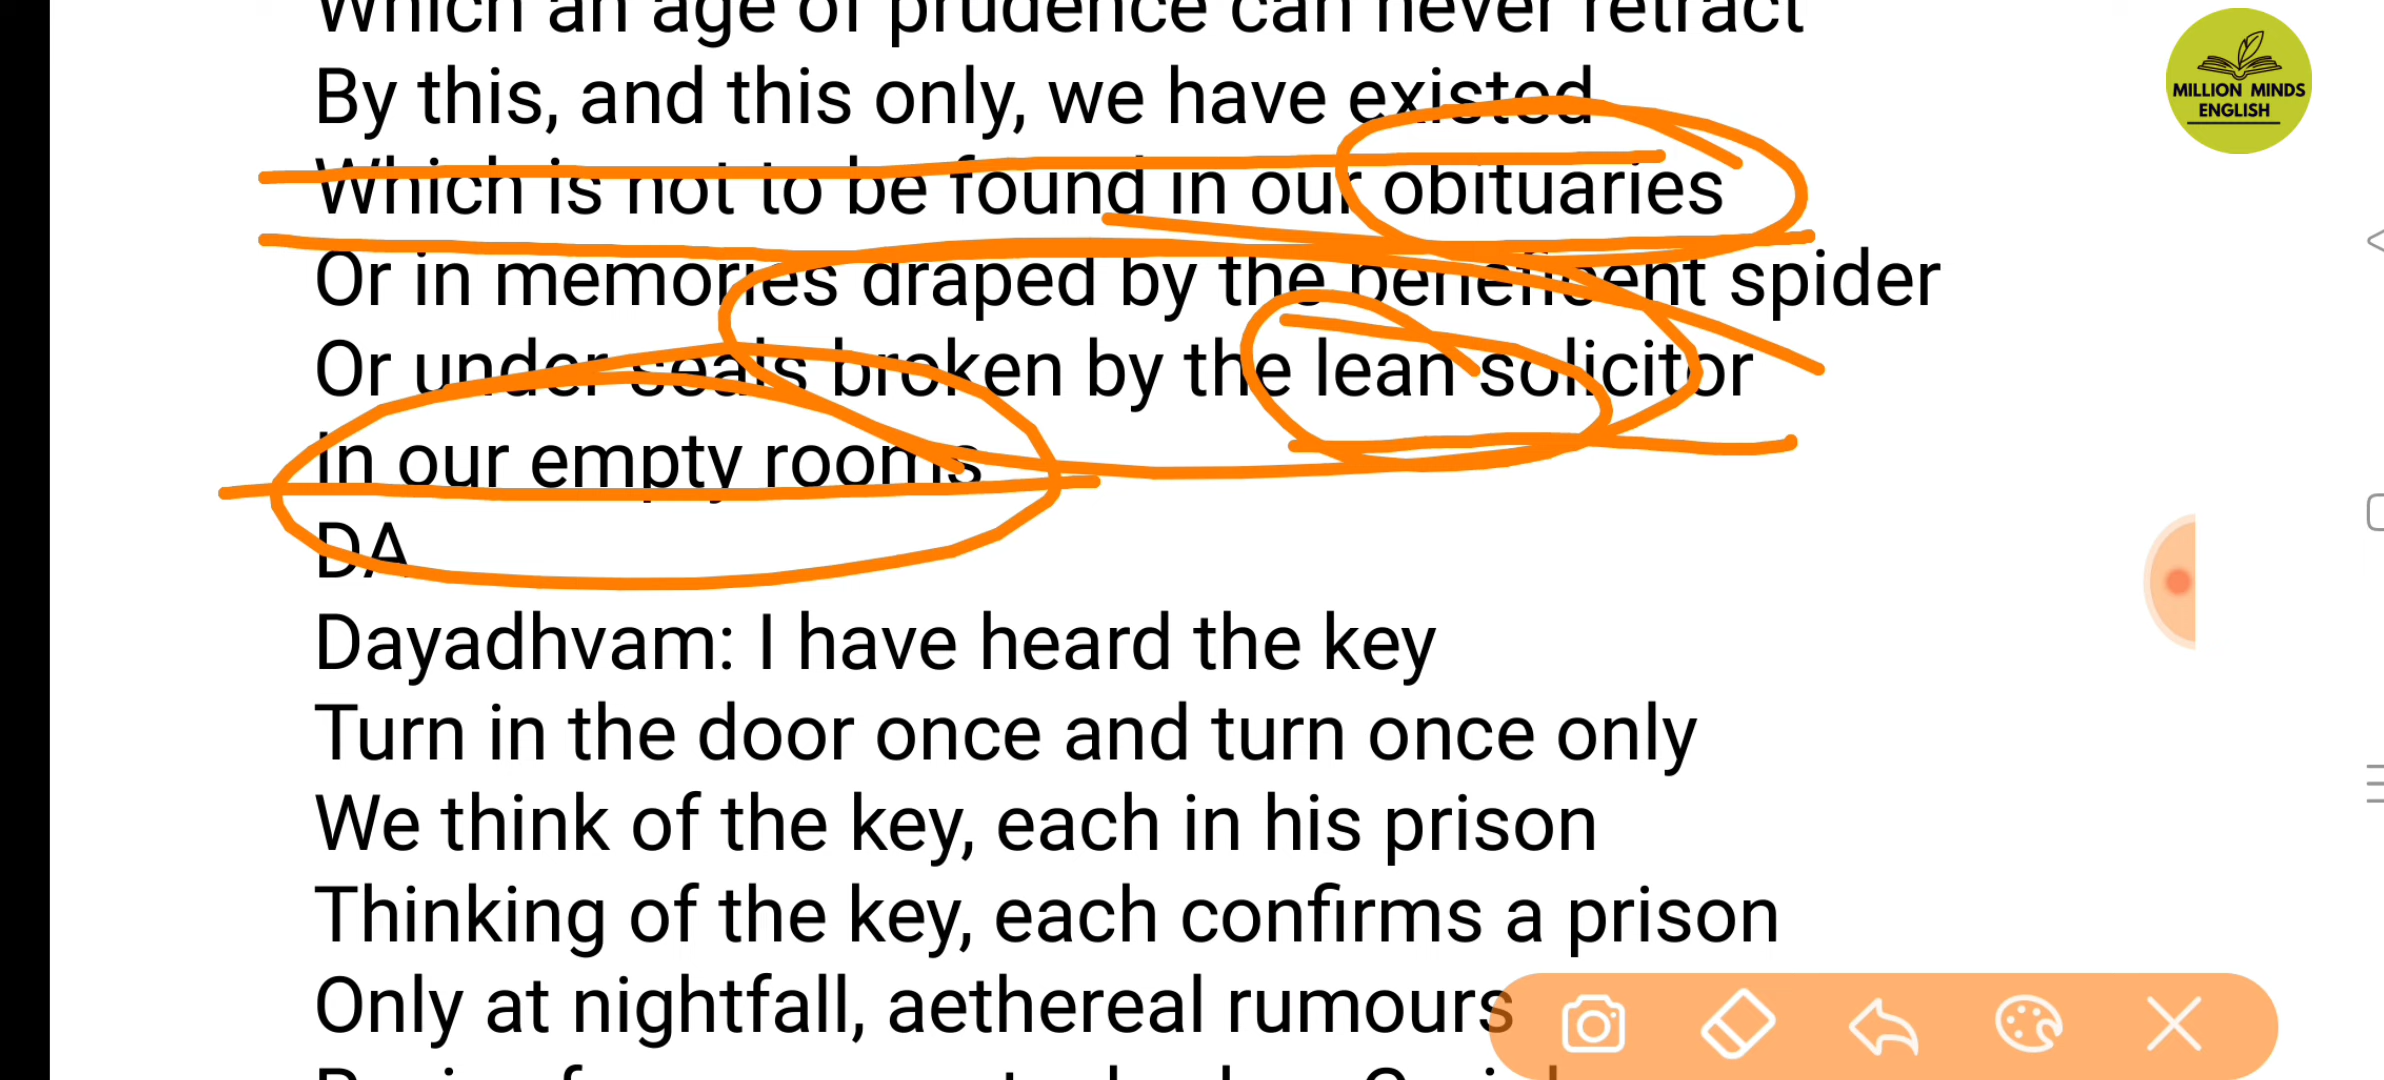 Which an age of prudence can never retract
By this, and this only, we have existed
Which is not to be found in our obituaries
Or in memories draped by the beneficent spider
Or under seals broken by the lean solicitor
In our empty rooms
DA
Dayadhvam: I have heard the key
Turn in the door once and turn once only
We think of the key, each in his prison
Thinking of the key, each confirms a prison
Only at nightfall, aethereal rumours
MILLION MINDS
ENGLISH